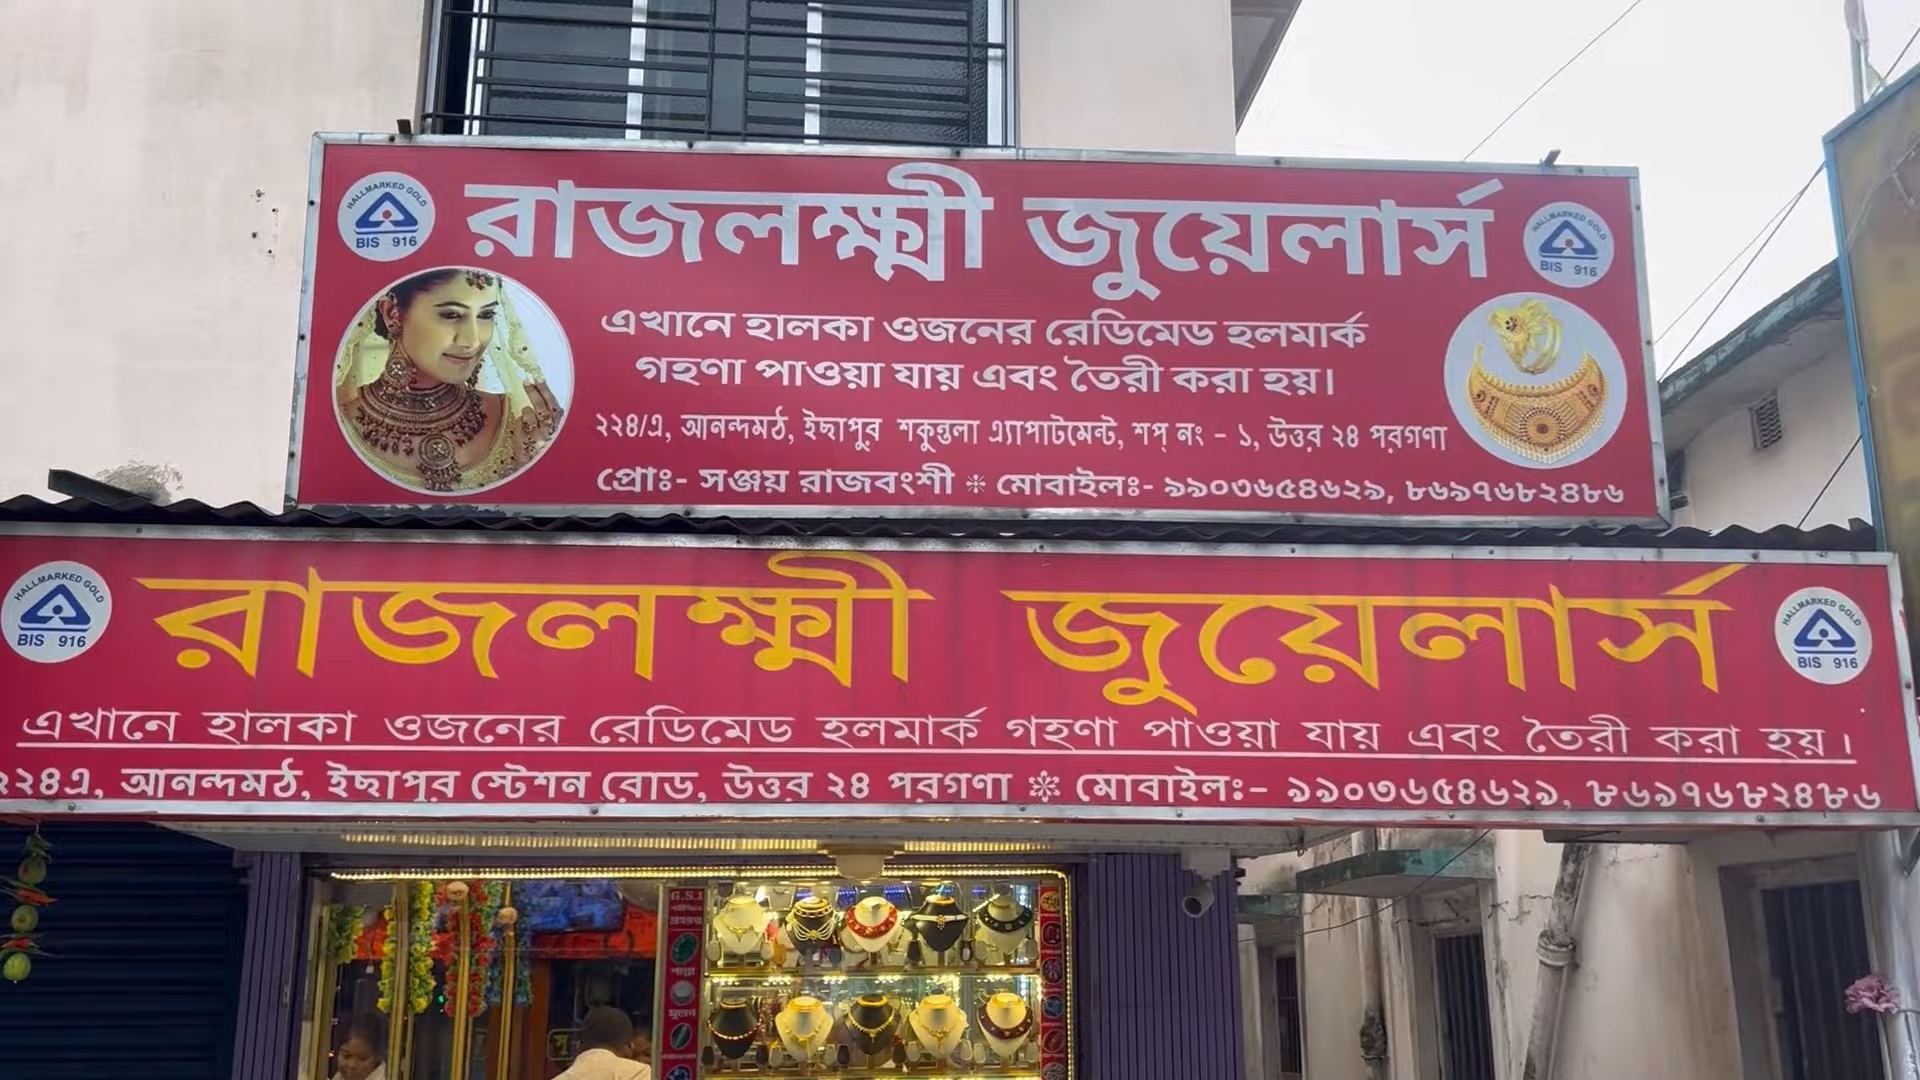 HALLMARKED GOLD
BIS 916
রাজলক্ষ্মী জুয়েলার্স
HALLMARKED GOLD
BIS 916
এখানে হালকা ওজনের রেডিমেড হলমার্ক
গহণা পাওয়া যায় এবং তৈরী করা হয়।
২২৪/এ, আনন্দমঠ, ইছাপুর শকুন্তলা এ্যাপাটমেন্ট, শপ্ নং - ১, উত্তর ২৪ পরগণা
প্রোঃ- সঞ্জয় রাজবংশী ❊ মোবাইলঃ- ৯৯০৩৬৫৪৬২৯, ৮৬৯৭৬৮২৪৮৬
HALLMARKED GOLD
BIS 916
রাজলক্ষ্মী জুয়েলার্স
HALLMARKED GOLD
BIS 916
এখানে হালকা ওজনের রেডিমেড হলমার্ক গহণা পাওয়া যায় এবং তৈরী করা হয়।
২২৪এ, আনন্দমঠ, ইছাপুর স্টেশন রোড, উত্তর ২৪ পরগণা ❊ মোবাইলঃ- ৯৯০৩৬৫৪৬২৯, ৮৬৯৭৬৮২৪৮৬
G.S.I
পান্না